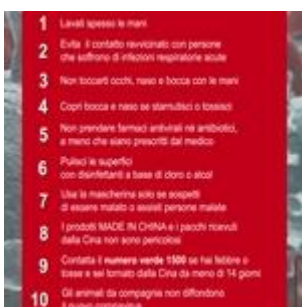 1 Lavati spesso le mani
2 Evita il contatto ravvicinato con persone
che soffrono di infezioni respiratorie acute
3 Non toccarti occhi, naso e bocca con le mani
4 Copri bocca e naso se starnutisci o tossisci
5 Non prendere farmaci antivirali né antibiotici,
a meno che siano prescritti dal medico
6 Pulisci le superfici
con disinfettanti a base di cloro o alcol
7 Usa la mascherina solo se sospetti
di essere malato o assisti persone malate
8 I prodotti MADE IN CHINA e i pacchi ricevuti
dalla Cina non sono pericolosi
9 Contatta il numero verde 1500 se hai febbre o
tosse e sei tornato dalla Cina da meno di 14 giorni
10 Gli animali da compagnia non diffondono
il nuovo coronavirus